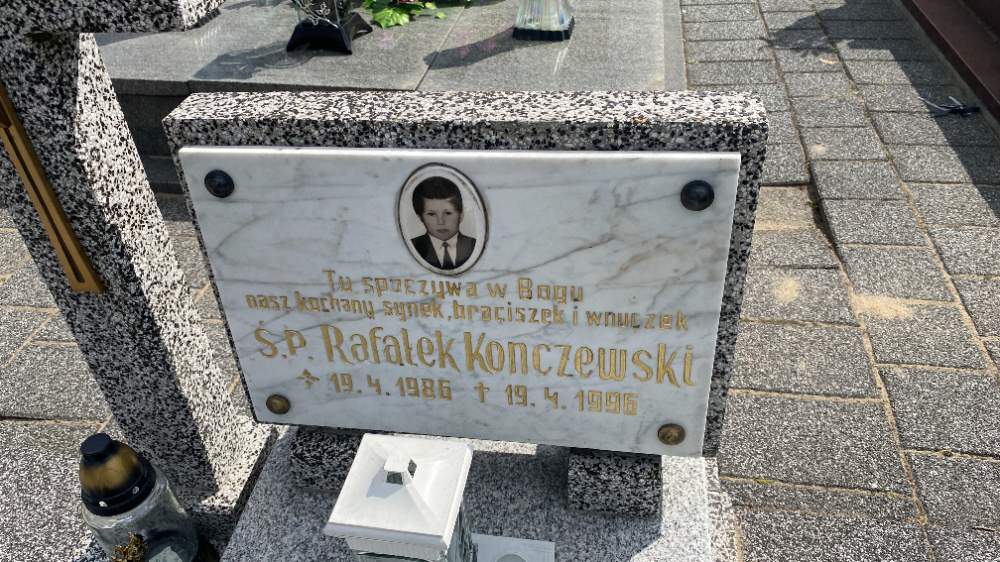 Tu spoczywa w Bogu
nasz kochany synek, braciszek i wnuczek
Ś.P. Rafałek Konczewski
19.4.1986 † 19.4.1996